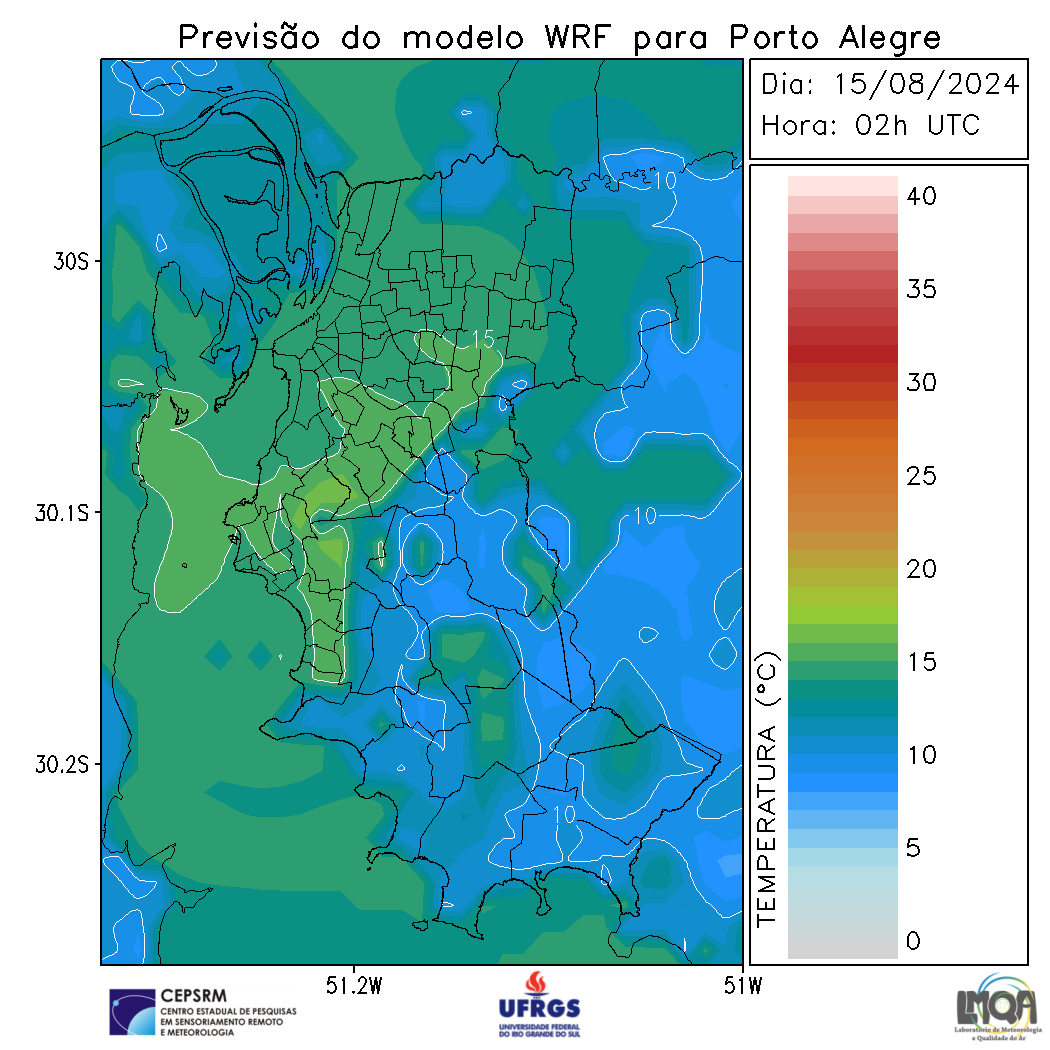 Previsão do modelo WRF para Porto Alegre
Dia: 15/08/2024
Hora: 02h UTC
10
15
10
10
30S
30.1S
30.2S
51.2W
51W
40
35
30
25
20
15
10
5
0
TEMPERATURA (°C)
CEPSRM
CENTRO ESTADUAL DE PESQUISAS
EM SENSORIAMENTO REMOTO
E METEOROLOGIA
UFRGS
UNIVERSIDADE FEDERAL
DO RIO GRANDE DO SUL
LMQA
Laboratório de Meteorologia
e Qualidade do Ar